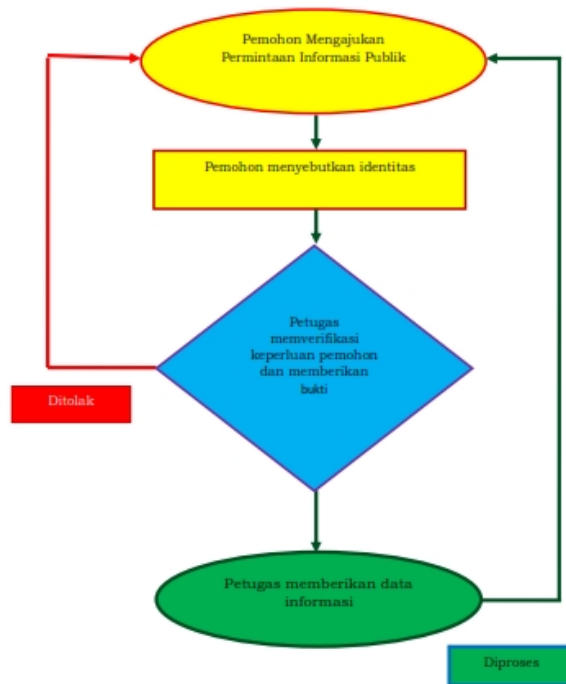 Pemohon Mengajukan
Permintaan Informasi Publik
Pemohon menyebutkan identitas
Petugas
memverifikasi
keperluan pemohon
dan memberikan
bukti
Ditolak
Petugas memberikan data
informasi
Diproses